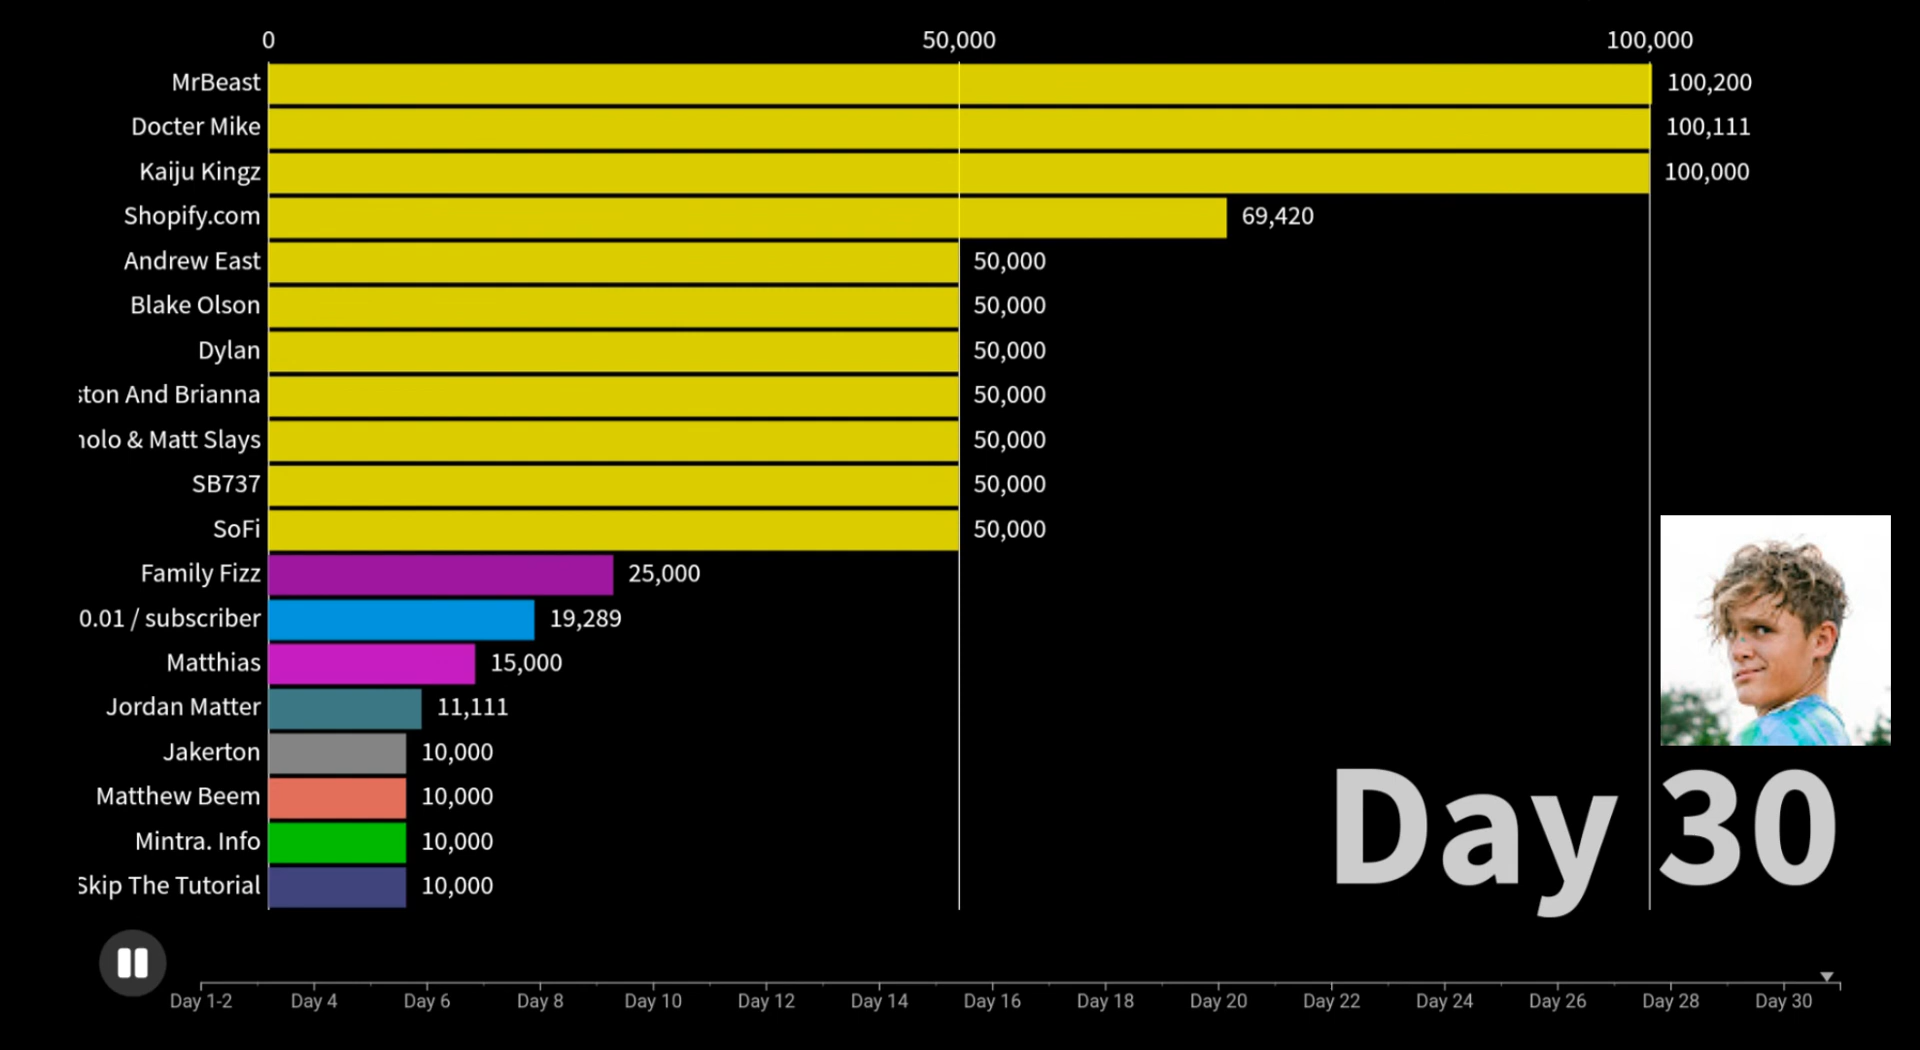 0 50,000 100,000
MrBeast 100,200
Docter Mike 100,111
Kaiju Kingz 100,000
Shopify.com 69,420
Andrew East 50,000
Blake Olson 50,000
Dylan 50,000
And Brianna 50,000
& Matt Slays 50,000
SB737 50,000
SoFi 50,000
Family Fizz 25,000
0.01 / subscriber 19,289
Matthias 15,000
Jordan Matter 11,111
Jakerton 10,000
Matthew Beem 10,000
Mintra. Info 10,000
Skip The Tutorial 10,000
Day 30
Day 1-2 Day 4 Day 6 Day 8 Day 10 Day 12 Day 14 Day 16 Day 18 Day 20 Day 22 Day 24 Day 26 Day 28 Day 30